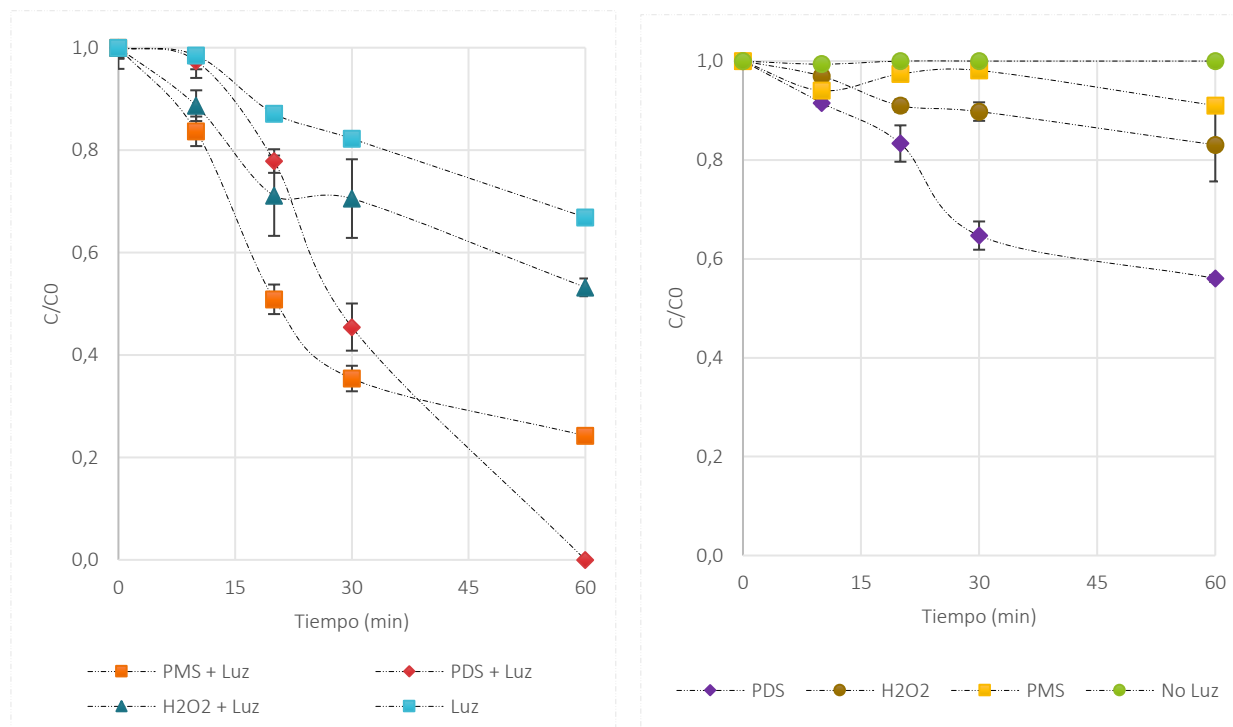 1,0
0,8
0,6
0,4
0,2
0,0
C/C0
0 15 30 45 60
Tiempo (min)
PMS + Luz PDS + Luz
H2O2 + Luz Luz
1,0
0,8
0,6
0,4
0,2
0,0
C/C0
0 15 30 45 60
Tiempo (min)
PDS H2O2 PMS No Luz